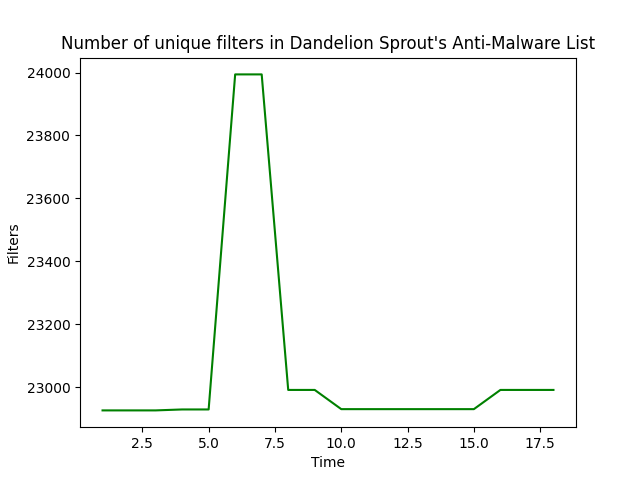 Number of unique filters in Dandelion Sprout's Anti-Malware List
24000
23800
23600
23400
23200
23000
Filters
2.5 5.0 7.5 10.0 12.5 15.0 17.5
Time